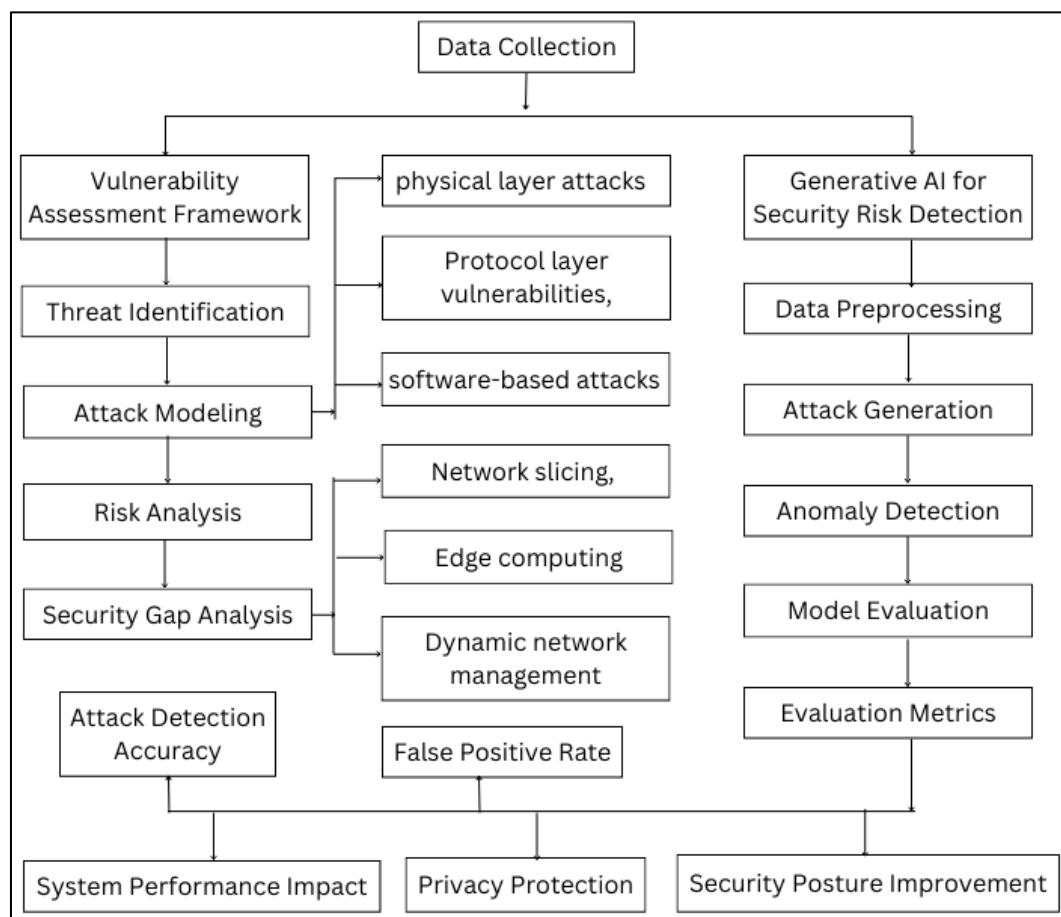 Data Collection
Vulnerability
Assessment Framework
physical layer attacks
Generative AI for
Security Risk Detection
Protocol layer
vulnerabilities,
Threat Identification
Data Preprocessing
software-based attacks
Attack Modeling
Attack Generation
Network slicing,
Risk Analysis
Anomaly Detection
Edge computing
Security Gap Analysis
Model Evaluation
Dynamic network
management
Attack Detection
Accuracy
False Positive Rate
Evaluation Metrics
System Performance Impact
Privacy Protection
Security Posture Improvement